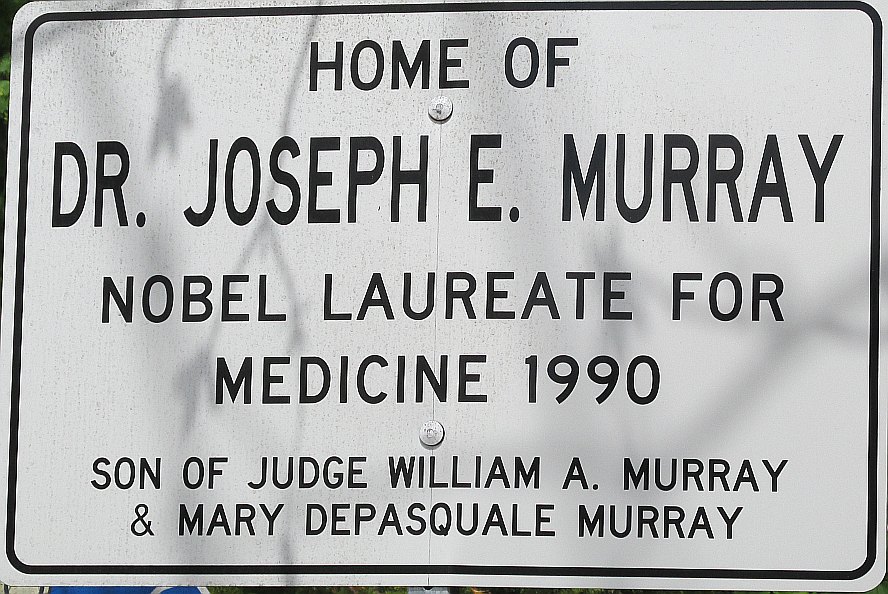 HOME OF
DR. JOSEPH E. MURRAY
NOBEL LAUREATE FOR
MEDICINE 1990
SON OF JUDGE WILLIAM A. MURRAY
& MARY DEPASQUALE MURRAY